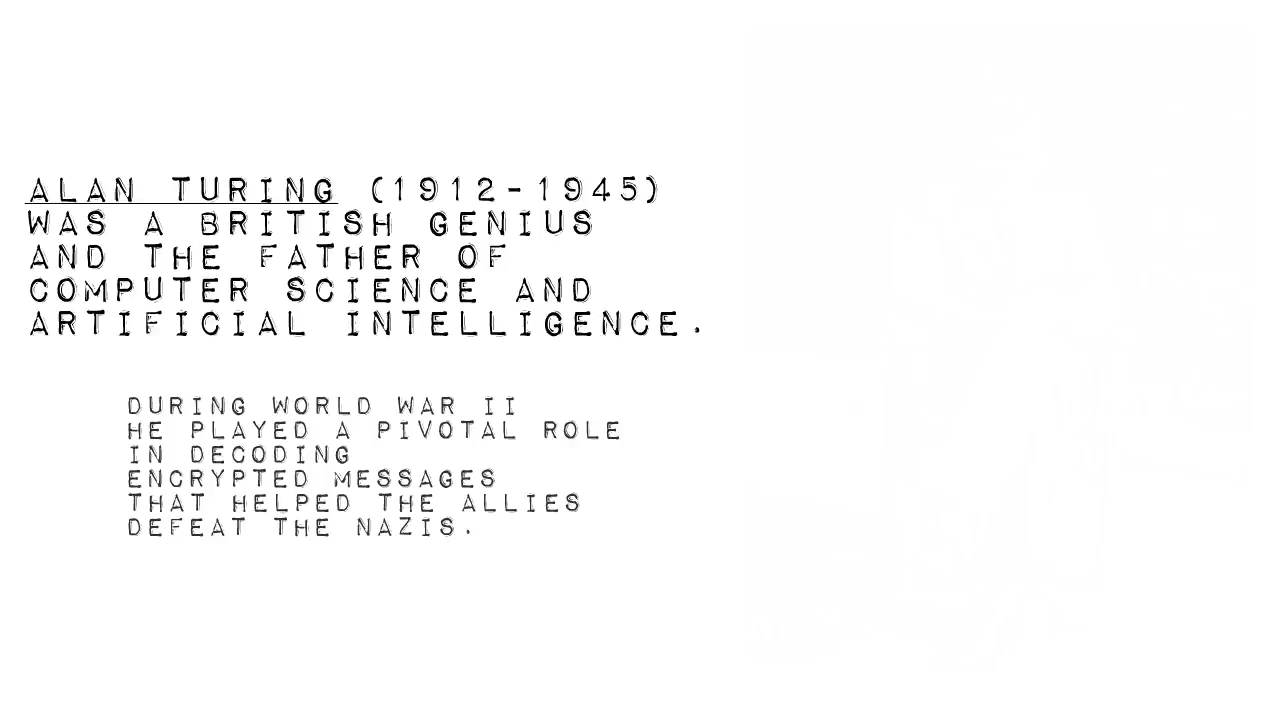 ALAN TURING (1912-1945)
WAS A BRITISH GENIUS
AND THE FATHER OF
COMPUTER SCIENCE AND
ARTIFICIAL INTELLIGENCE.
DURING WORLD WAR II
HE PLAYED A PIVOTAL ROLE
IN DECODING
ENCRYPTED MESSAGES
THAT HELPED THE ALLIES
DEFEAT THE NAZIS.